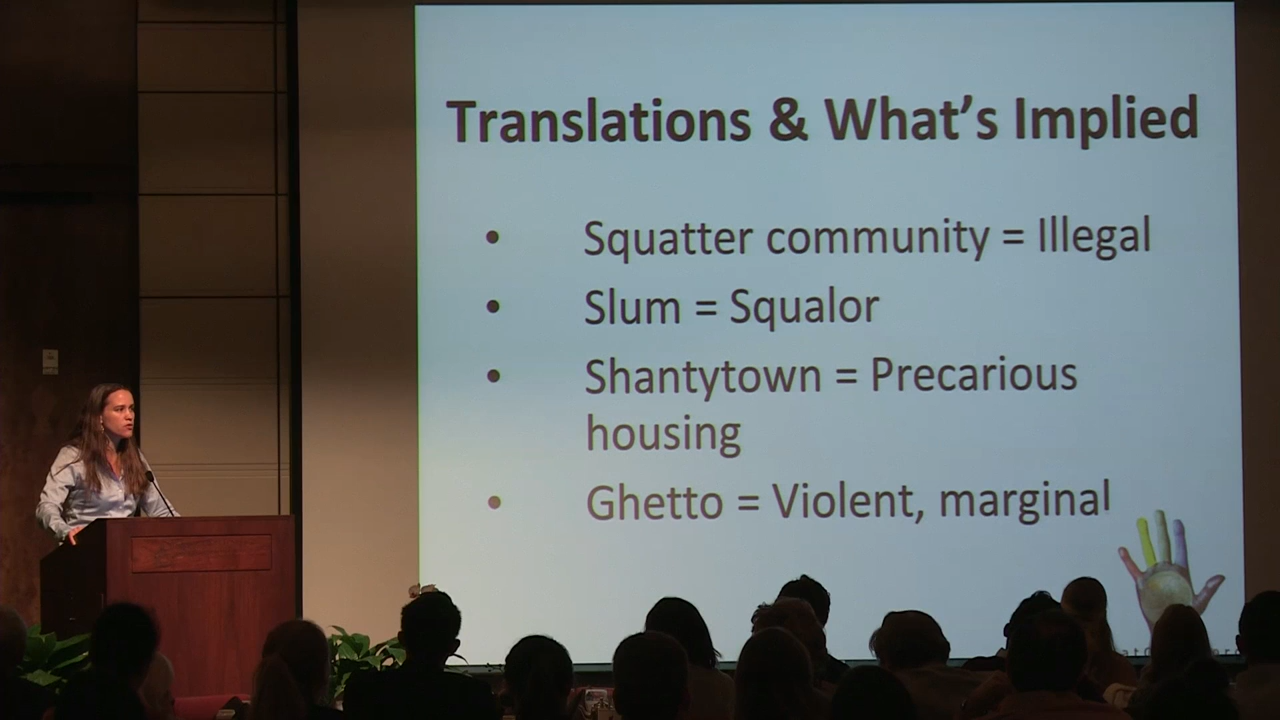 Translations & What's Implied
• Squatter community = Illegal
• Slum = Squalor
• Shantytown = Precarious
housing
• Ghetto = Violent, marginal